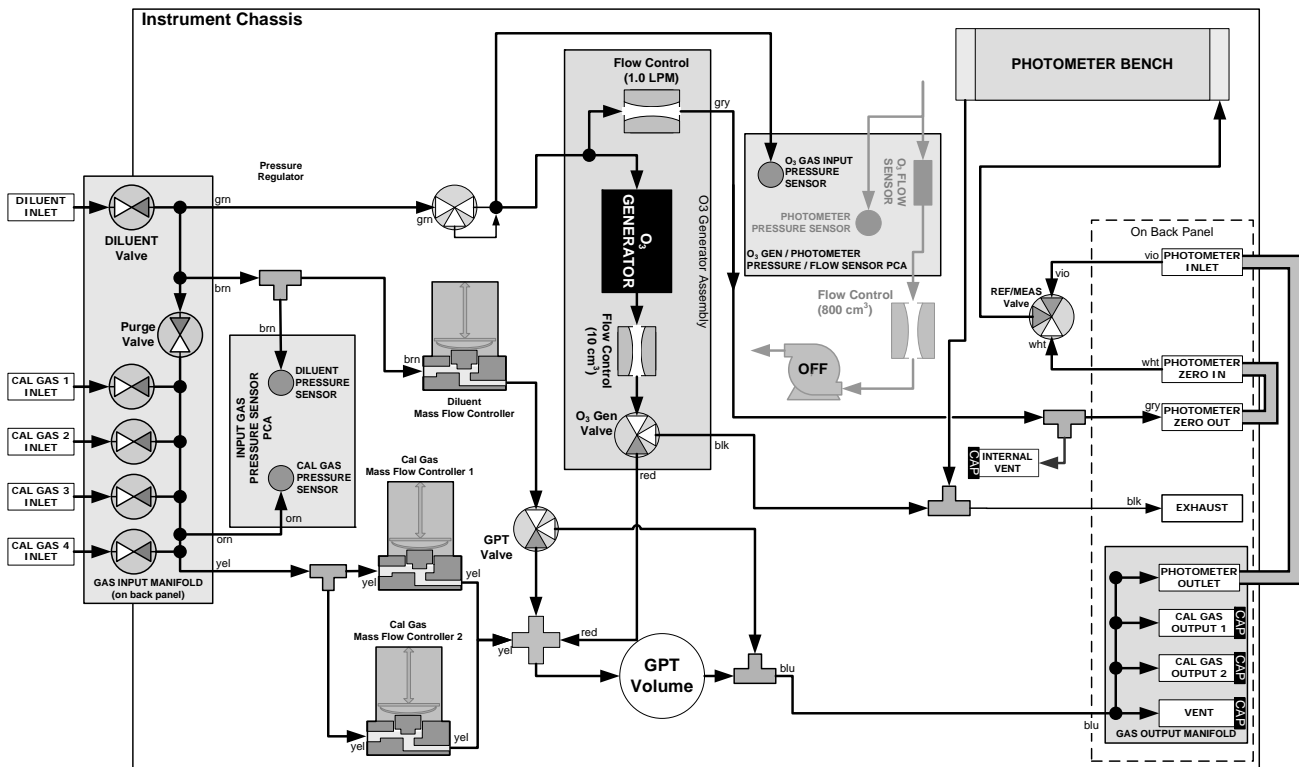 Instrument Chassis
Flow Control
(1.0 LPM)
gry
PHOTOMETER BENCH
Pressure
Regulator
O₃ GAS INPUT
PRESSURE
SENSOR
O₃ FLOW
SENSOR
PHOTOMETER
PRESSURE SENSOR
O₃ GEN / PHOTOMETER
PRESSURE / FLOW SENSOR PCA
DILUENT
INLET
grn
grn
DILUENT
Valve
O₃
GENERATOR
O3 Generator Assembly
On Back Panel
vio
PHOTOMETER
INLET
vio
REF/MEAS
Valve
wht
wht
PHOTOMETER
ZERO IN
gry
PHOTOMETER
ZERO OUT
brn
brn
Purge
Valve
Flow Control
(800 cm³)
OFF
Flow Control
(10 cm³)
brn
Diluent
Mass Flow Controller
CAL GAS 1
INLET
DILUENT
PRESSURE
SENSOR
INPUT GAS
PRESSURE SENSOR
PCA
CAL GAS 2
INLET
O₃ Gen
Valve
blk
red
CAP
INTERNAL
VENT
CAL GAS
PRESSURE
SENSOR
Cal Gas
Mass Flow Controller 1
CAL GAS 3
INLET
orn
orn
blk
EXHAUST
CAL GAS 4
INLET
GPT
Valve
yel
yel
yel
GAS INPUT MANIFOLD
(on back panel)
PHOTOMETER
OUTLET
Cal Gas
Mass Flow Controller 2
yel
red
CAL GAS
OUTPUT 1
CAP
GPT
Volume
blu
CAL GAS
OUTPUT 2
CAP
yel
yel
VENT
CAP
blu
GAS OUTPUT MANIFOLD